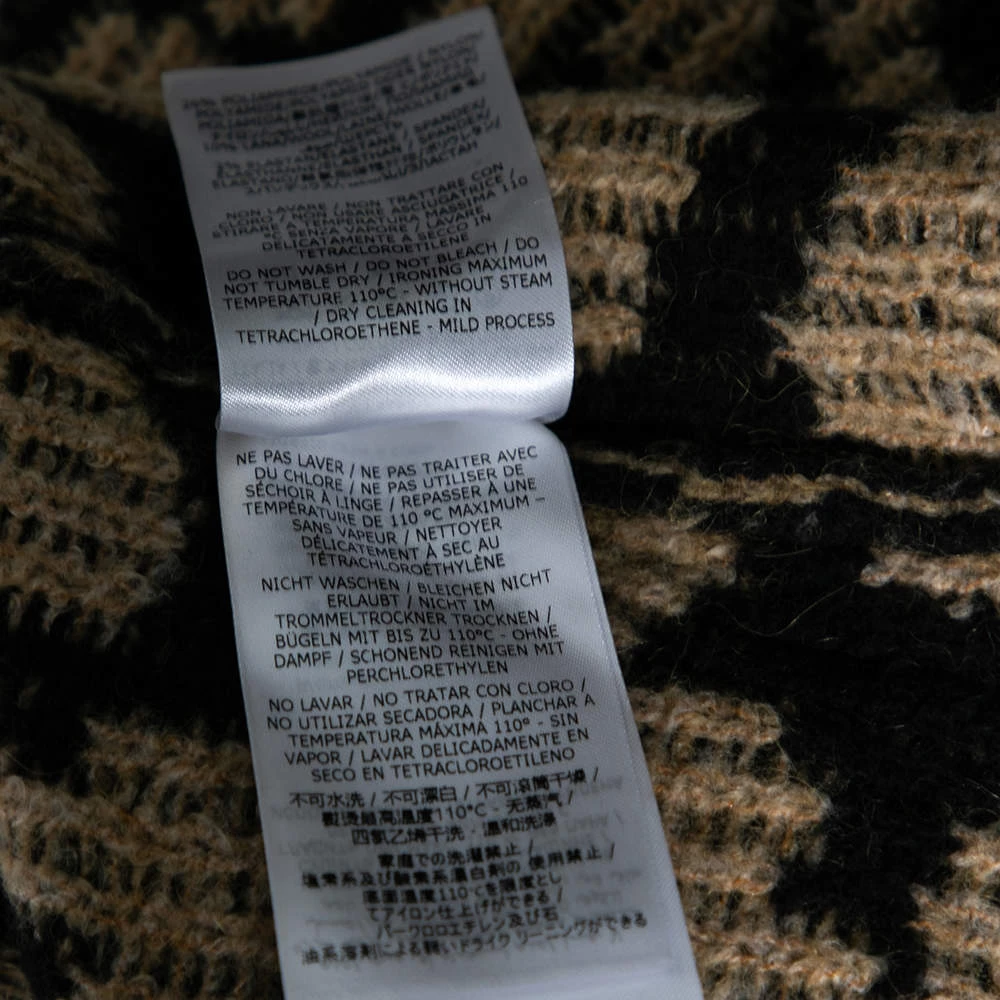 POLYAMIDE
NON LAVARE / NON TRATTARE CON
CLORO / NON USARE ASCIUGATRICE /
STIRARE A TEMPERATURA MASSIMA 110
°C SENZA VAPORE / LAVARE
DELICATAMENTE A SECCO IN
TETRACLOROETILENE
DO NOT WASH / DO NOT BLEACH / DO
NOT TUMBLE DRY / IRONING MAXIMUM
TEMPERATURE 110°C - WITHOUT STEAM
/ DRY CLEANING IN
TETRACHLOROETHENE - MILD PROCESS
NE PAS LAVER / NE PAS TRAITER AVEC
DU CHLORE / NE PAS UTILISER DE
SÉCHOIR À LINGE / REPASSER À UNE
TEMPÉRATURE DE 110 °C MAXIMUM –
SANS VAPEUR / NETTOYER
DÉLICATEMENT À SEC AU
TÉTRACHLOROÉTHYLÈNE
NICHT WASCHEN / BLEICHEN NICHT
ERLAUBT / NICHT IM
TROMMELTROCKNER TROCKNEN /
BÜGELN MIT BIS ZU 110°C - OHNE
DAMPF / SCHONEND REINIGEN MIT
PERCHLORETHYLEN
NO LAVAR / NO TRATAR CON CLORO /
NO UTILIZAR SECADORA / PLANCHAR A
TEMPERATURA MÁXIMA 110º - SIN
VAPOR / LAVAR DELICADAMENTE EN
SECO EN TETRACLOROETILENO
不可水洗 / 不可漂白 / 不可滾筒干燥 /
熨燙最高溫度110°C - 无蒸汽 /
四氯乙烯干洗 - 溫和洗淨
家庭での洗濯禁止 /
塩素系及び酸素系漂白剤の 使用禁止 /
底面温度110℃を限度とし
てアイロン仕上げができる /
パークロロエチレン及び石
油系溶剤による軽いドライクリーニングができる